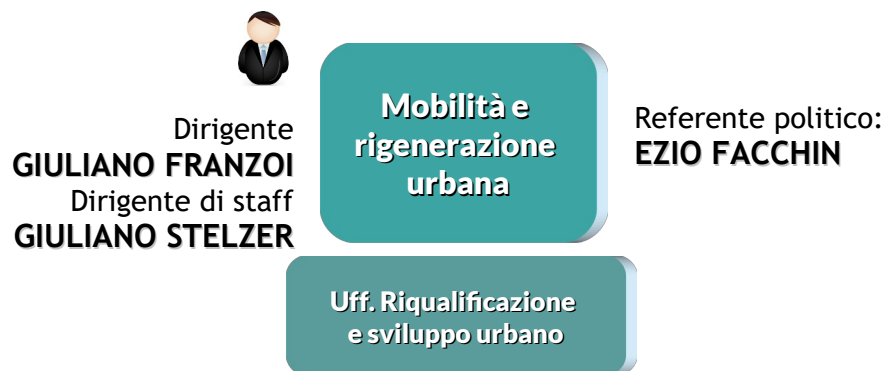 Dirigente
GIULIANO FRANZOI
Dirigente di staff
GIULIANO STELZER
Mobilità e
rigenerazione
urbana
Referente politico:
EZIO FACCHIN
Uff. Riqualificazione
e sviluppo urbano